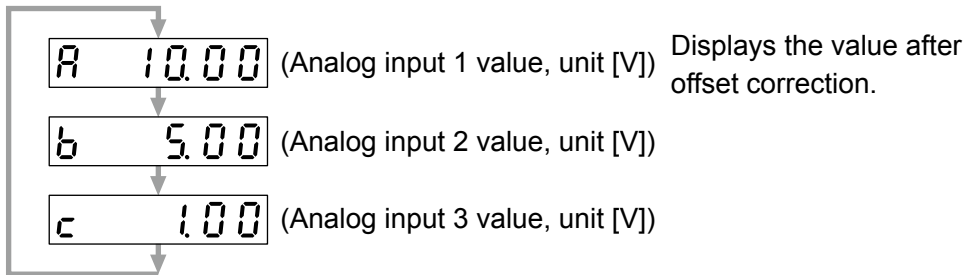 A 10.00 (Analog input 1 value, unit [V]) Displays the value after
offset correction.
b 5.00 (Analog input 2 value, unit [V])
c 1.00 (Analog input 3 value, unit [V])